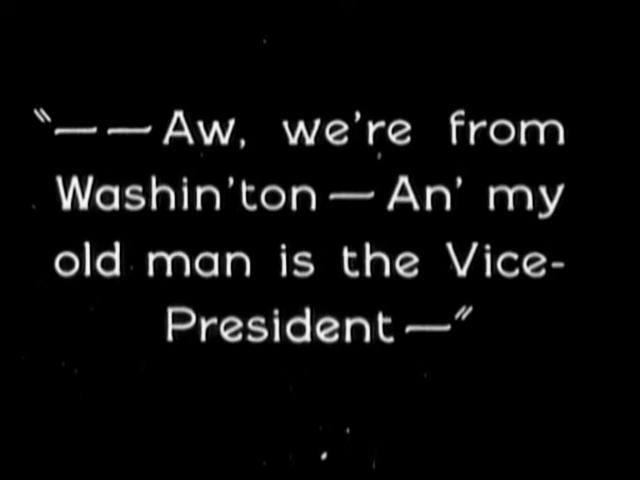 "——Aw, we're from
Washin'ton—An' my
old man is the Vice-
President—"